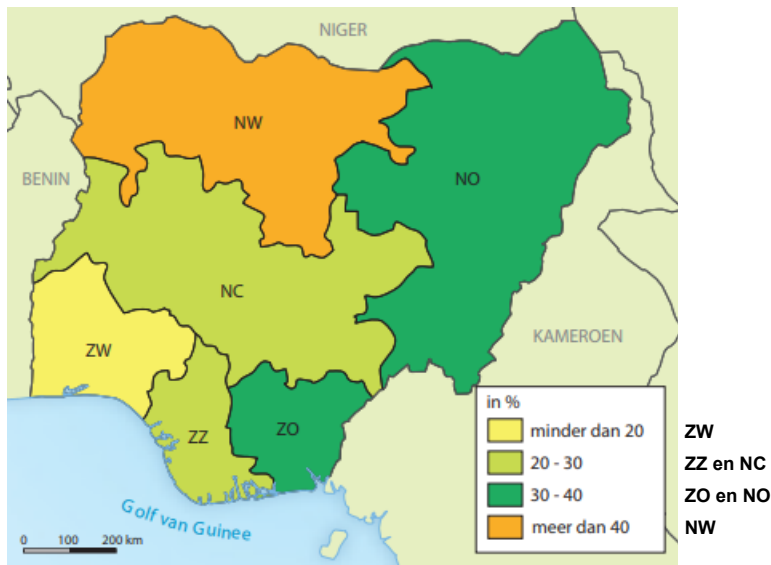 NIGER
NW
BENIN
NO
NC
KAMEROEN
ZW
ZZ
ZO
in %
minder dan 20 ZW
20 - 30 ZZ en NC
30 - 40 ZO en NO
meer dan 40 NW
Golf van Guinee
0 100 200 km